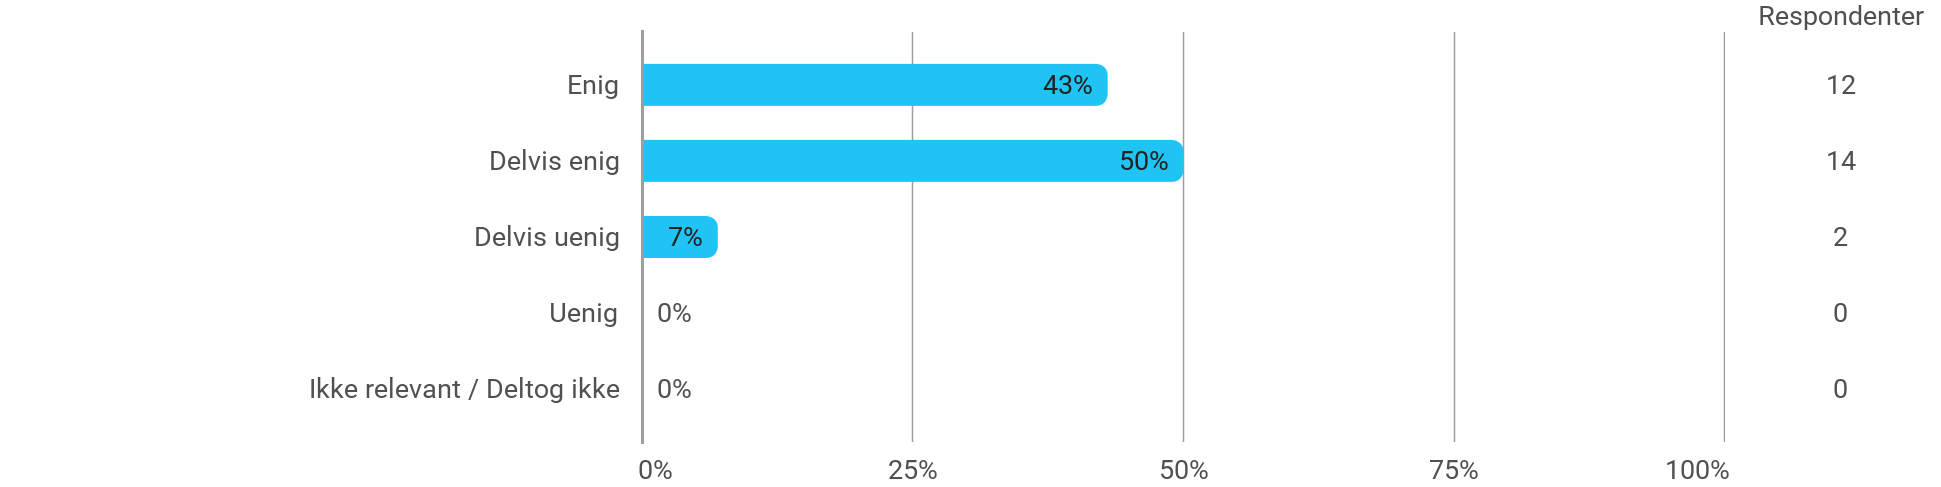 Respondenter
Enig 43% 12
Delvis enig 50% 14
Delvis uenig 7% 2
Uenig 0% 0
Ikke relevant / Deltog ikke 0% 0
0% 25% 50% 75% 100%